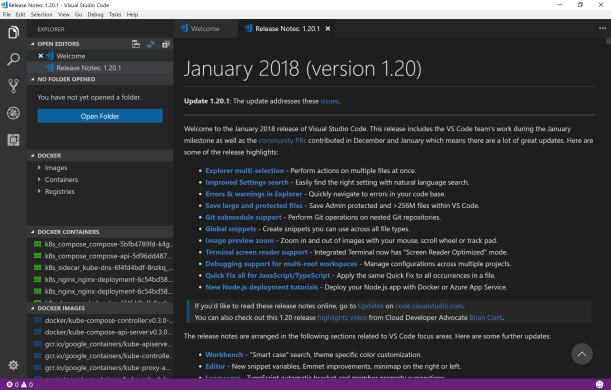 Release Notes: 1.20.1 - Visual Studio Code
File Edit Selection View Go Debug Tasks Help
EXPLORER
OPEN EDITORS
Welcome
Release Notes: 1.20.1
NO FOLDER OPENED
You have not yet opened a folder.
Open Folder
DOCKER
Images
Containers
Registries
DOCKER CONTAINERS
k8s_compose_compose-5bfb4789fd-k4g
k8s_compose_compose-api-5d96dd487
k8s_sidecar_kube-dns-6f4fd4bdf-8nzkq_
k8s_nginx_nginx-deployment-6c54bd58
k8s_nginx_nginx-deployment-6c54bd58
DOCKER IMAGES
docker/kube-compose-controller:v0.3.0-
docker/kube-compose-api-server:v0.3.0
gcr.io/google_containers/kube-apiserve
gcr.io/google_containers/kube-controlle
gcr.io/google_containers/kube-proxy-a
Welcome
Release Notes: 1.20.1
January 2018 (version 1.20)
Update 1.20.1: The update addresses these issues.
Welcome to the January 2018 release of Visual Studio Code. This release includes the VS Code team's work during the January
milestone as well as the community PRs contributed in December and January which means there are a lot of great updates. Here are
some of the release highlights:
• Explorer multi-selection - Perform actions on multiple files at once.
• Improved Settings search - Easily find the right setting with natural language search.
• Errors & warnings in Explorer - Quickly navigate to errors in your code base.
• Save large and protected files - Save Admin protected and >256M files within VS Code.
• Git submodule support - Perform Git operations on nested Git repositories.
• Global snippets - Create snippets you can use across all file types.
• Image preview zoom - Zoom in and out of images with your mouse, scroll wheel or track pad.
• Terminal screen reader support - Integrated Terminal now has "Screen Reader Optimized" mode.
• Debugging support for multi-root workspaces - Manage configurations across multiple projects.
• Quick Fix all for JavaScript/TypeScript - Apply the same Quick Fix to all occurrences in a file.
• New Node.js deployment tutorials - Deploy your Node.js app with Docker or Azure App Service.
If you'd like to read these release notes online, go to Updates on code.visualstudio.com.
You can also check out this 1.20 release highlights video from Cloud Developer Advocate Brian Clark.
The release notes are arranged in the following sections related to VS Code focus areas. Here are some further updates:
• Workbench - "Smart case" search, theme specific color customization.
• Editor - New snippet variables, Emmet improvements, minimap on the right or left.
0 0